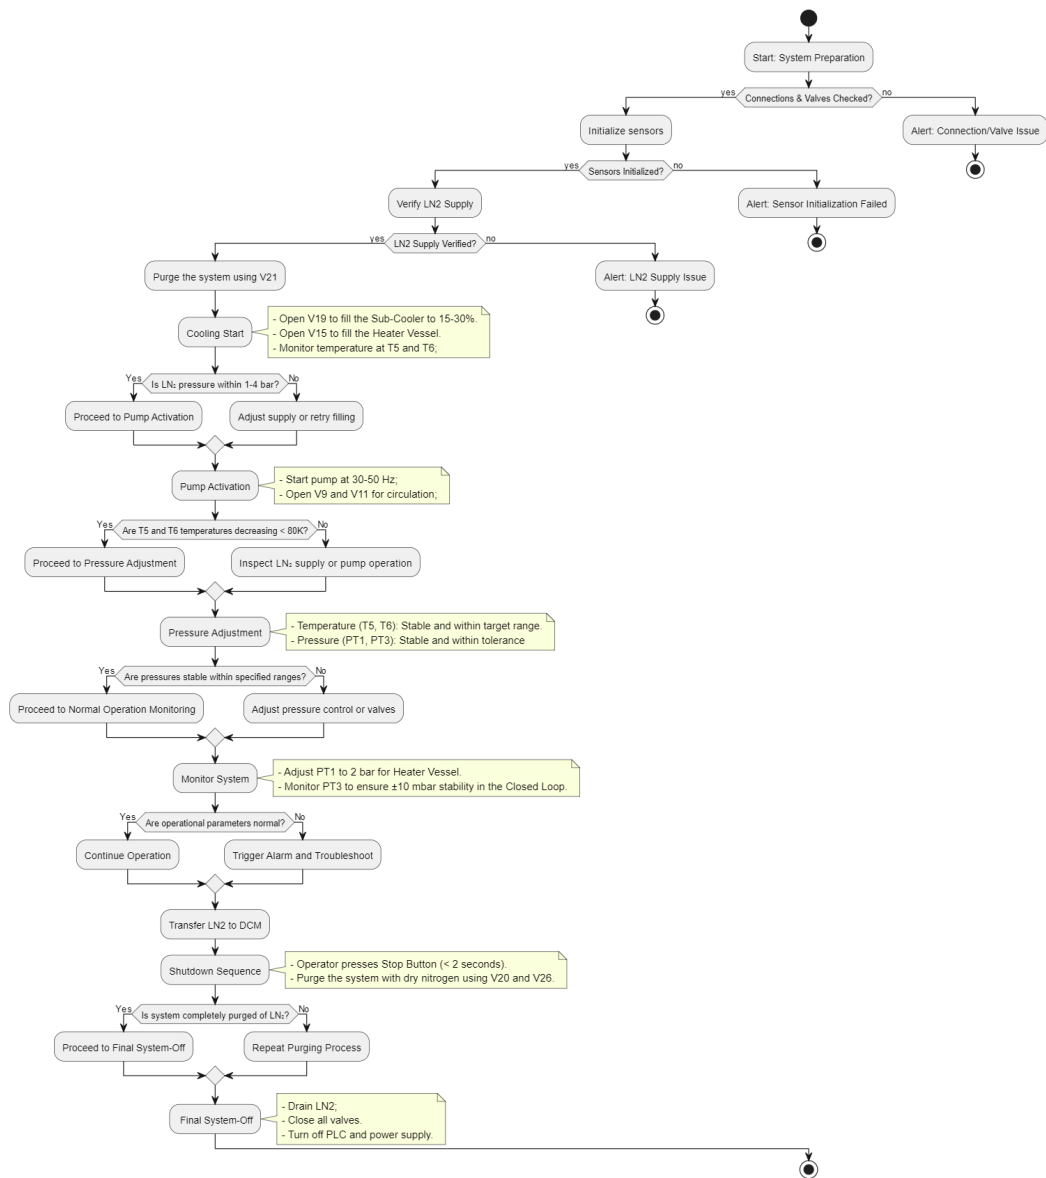 Start: System Preparation
yes
Connections & Valves Checked?
no
Initialize sensors
Alert: Connection/Valve Issue
yes
Sensors Initialized?
no
Verify LN2 Supply
Alert: Sensor Initialization Failed
yes
LN2 Supply Verified?
no
Purge the system using V21
Alert: LN2 Supply Issue
Cooling Start
- Open V19 to fill the Sub-Cooler to 15-30%.
- Open V15 to fill the Heater Vessel.
- Monitor temperature at T5 and T6;
Yes
Is LN₂ pressure within 1-4 bar?
No
Proceed to Pump Activation
Adjust supply or retry filling
Pump Activation
- Start pump at 30-50 Hz;
- Open V9 and V11 for circulation;
Yes
Are T5 and T6 temperatures decreasing < 80K?
No
Proceed to Pressure Adjustment
Inspect LN₂ supply or pump operation
Pressure Adjustment
- Temperature (T5, T6): Stable and within target range.
- Pressure (PT1, PT3): Stable and within tolerance
Yes
Are pressures stable within specified ranges?
No
Proceed to Normal Operation Monitoring
Adjust pressure control or valves
Monitor System
- Adjust PT1 to 2 bar for Heater Vessel.
- Monitor PT3 to ensure ±10 mbar stability in the Closed Loop.
Yes
Are operational parameters normal?
No
Continue Operation
Trigger Alarm and Troubleshoot
Transfer LN2 to DCM
Shutdown Sequence
- Operator presses Stop Button (< 2 seconds).
- Purge the system with dry nitrogen using V20 and V26.
Yes
Is system completely purged of LN₂?
No
Proceed to Final System-Off
Repeat Purging Process
Final System-Off
- Drain LN2;
- Close all valves.
- Turn off PLC and power supply.